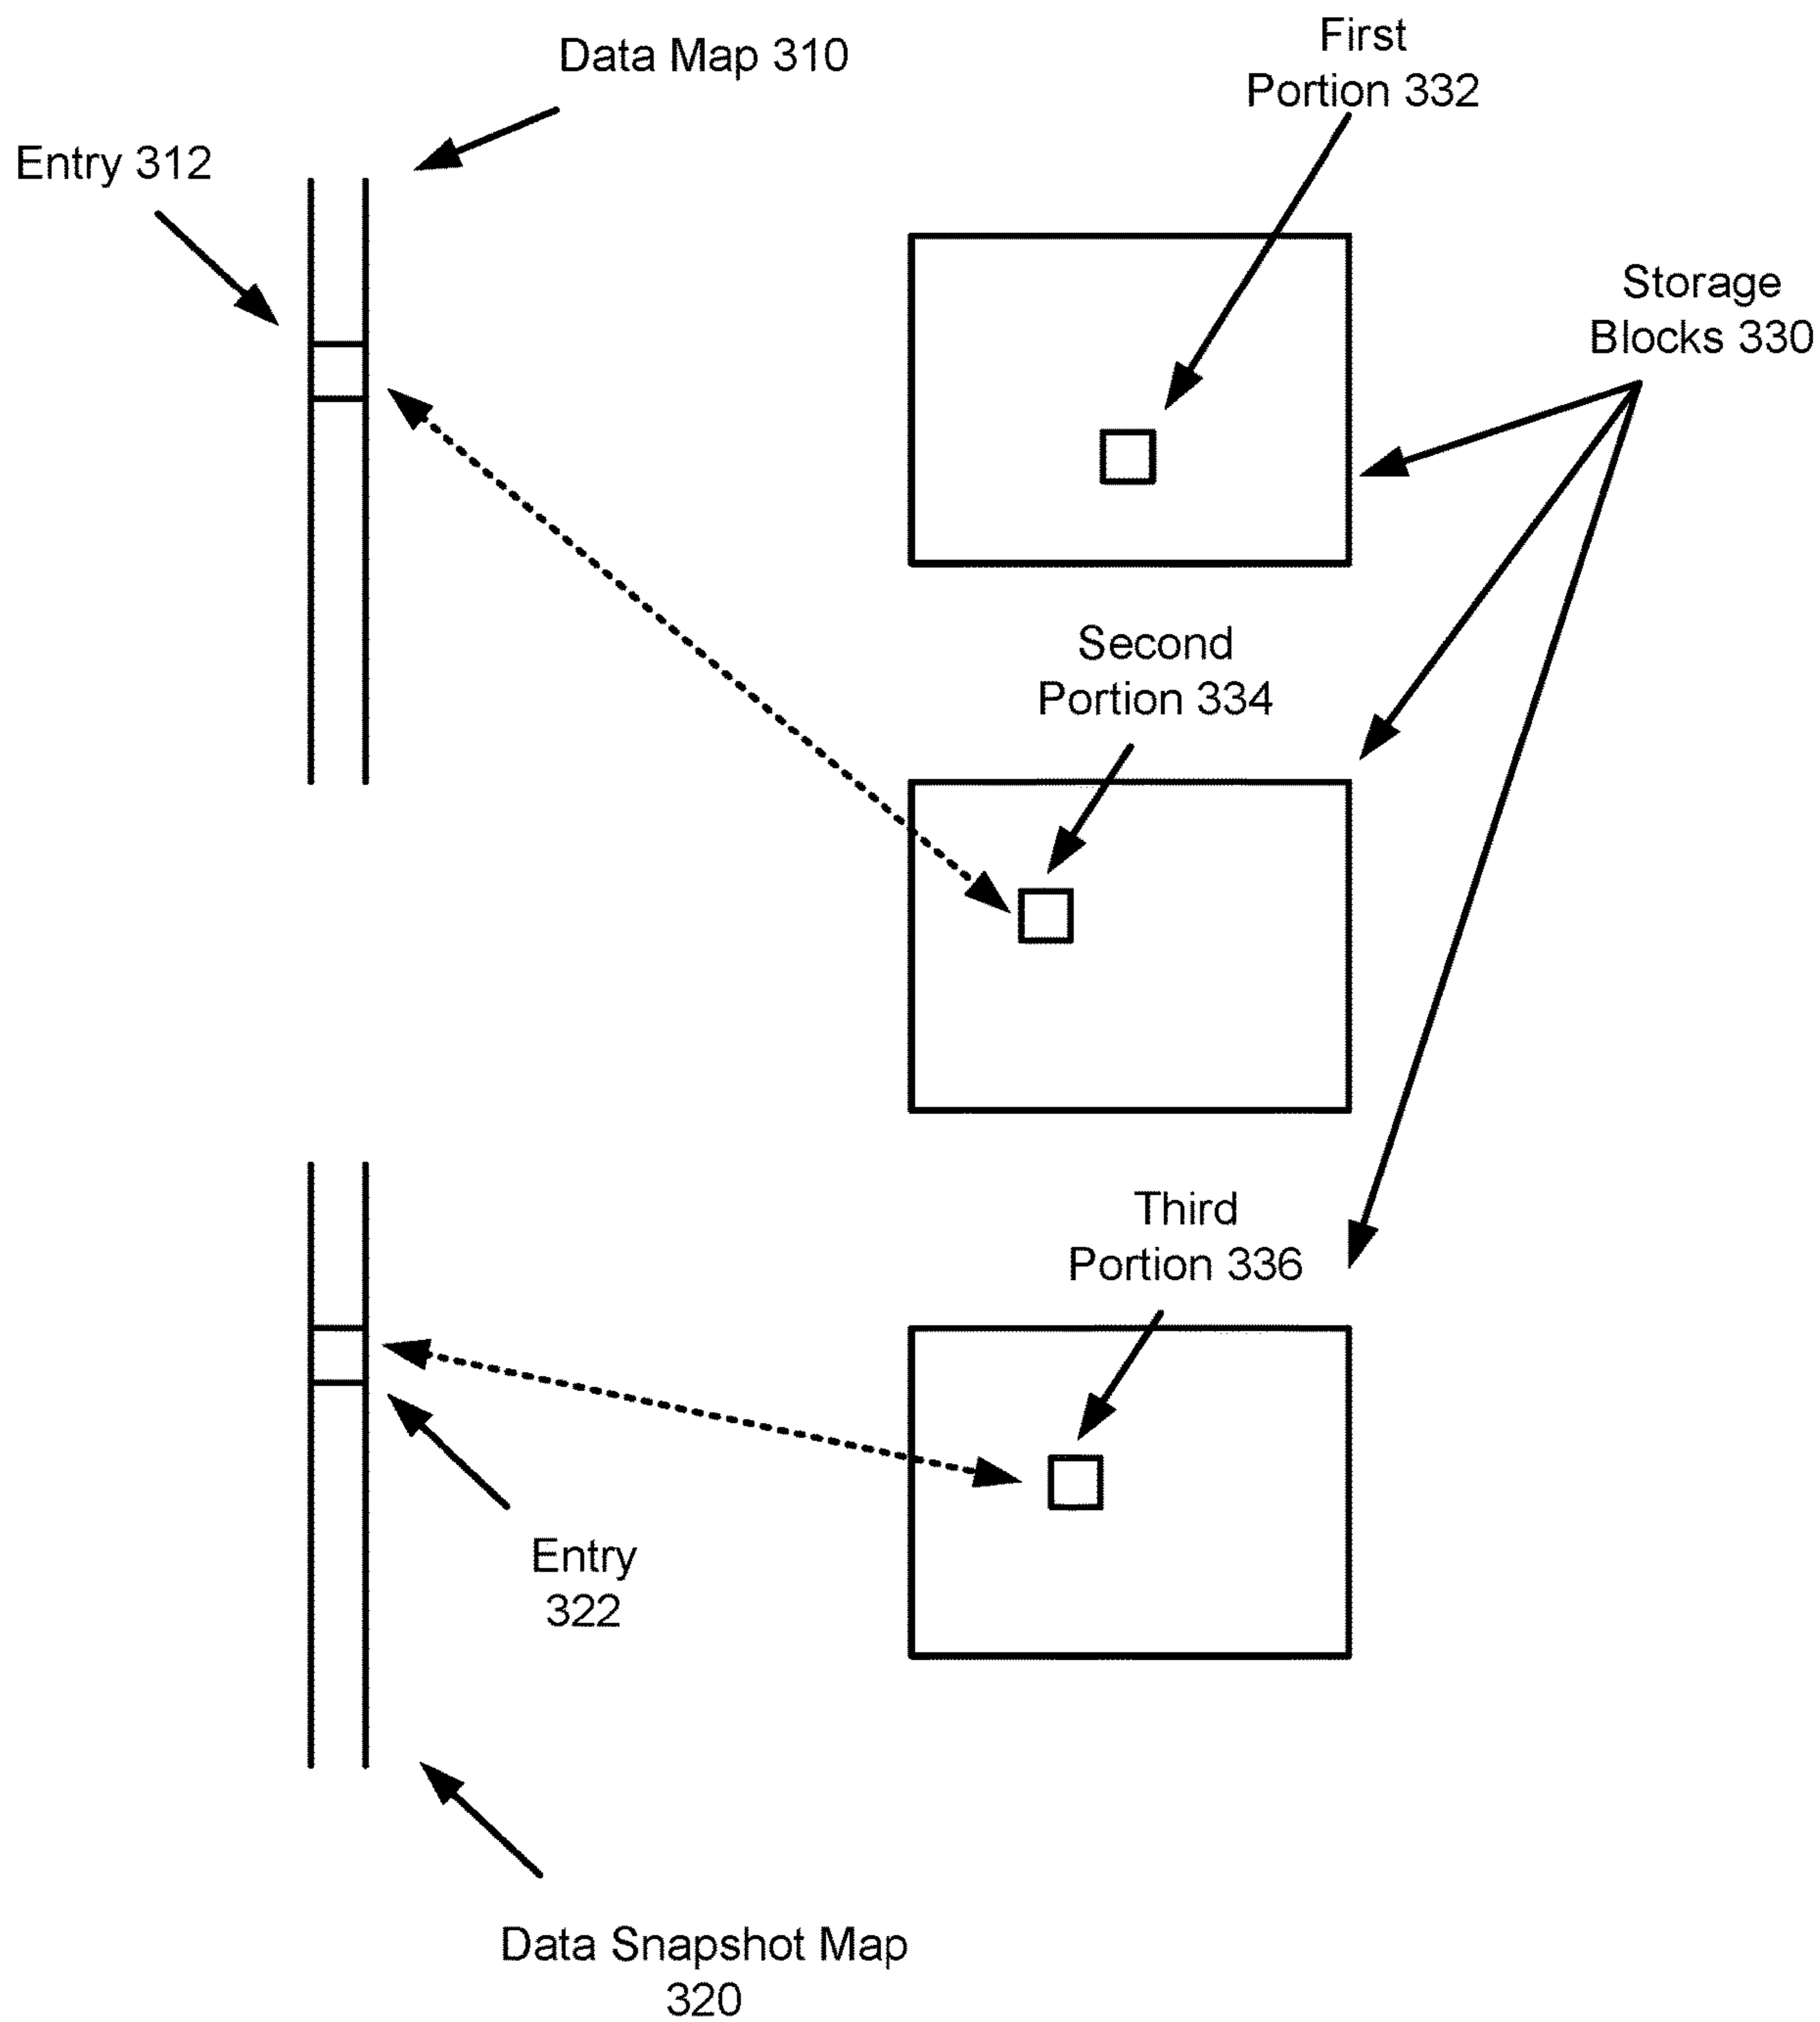 First
Portion 332
Data Map 310
Entry 312
Storage
Blocks 330
Second
Portion 334
Third
Portion 336
Entry
322
Data Snapshot Map
320